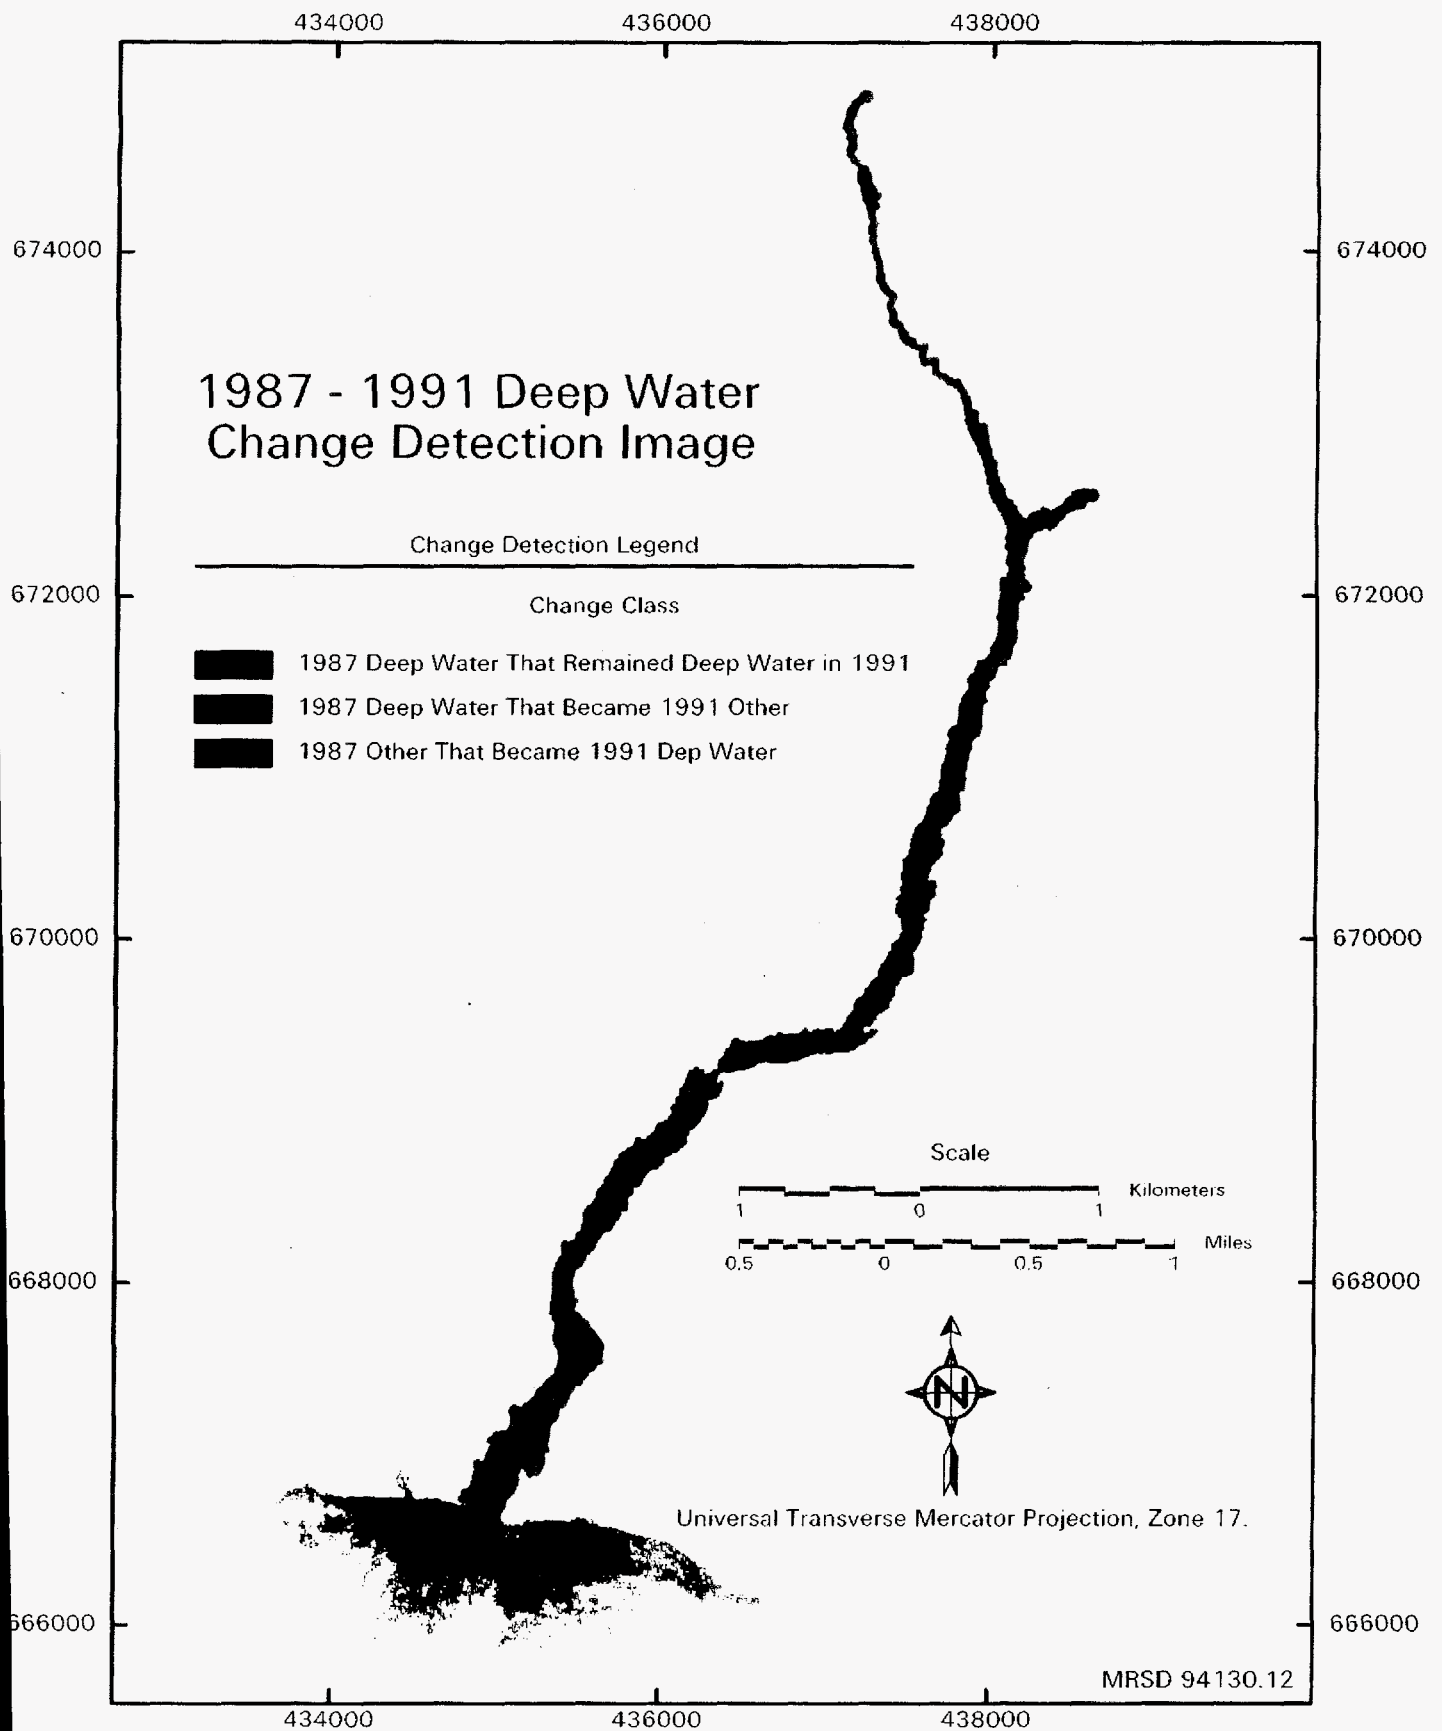 434000 436000 438000
674000 674000
1987 - 1991 Deep Water
Change Detection Image
Change Detection Legend
672000 672000
Change Class
1987 Deep Water That Remained Deep Water in 1991
1987 Deep Water That Became 1991 Other
1987 Other That Became 1991 Dep Water
670000 670000
Scale
Kilometers
1 0 1
Miles
0.5 0 0.5 1
668000 668000
N
Universal Transverse Mercator Projection, Zone 17.
666000 666000
MRSD 94130.12
434000 436000 438000